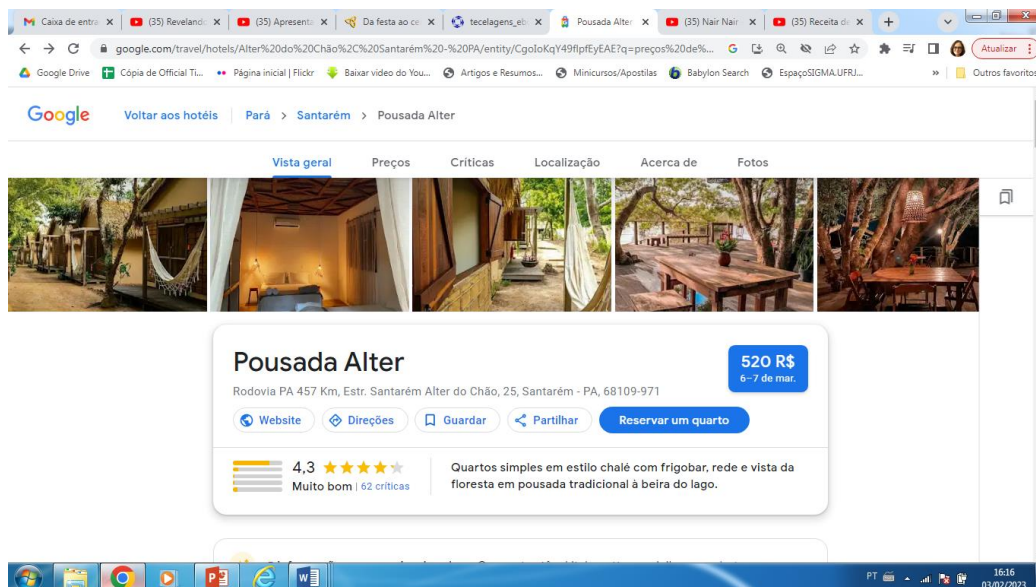 Caixa de entra
(35) Revelando
(35) Apresenta
Da festa ao ce
tecelagens_eb
Pousada Alter
(35) Nair Nair
(35) Receita de
google.com/travel/hotels/Alter%20do%20Chão%2C%20Santarém%20-%20PA/entity/CgoIoKqY49flpfEyEAE?q=preços%20de%...
Atualizar
Google Drive
Cópia de Official Ti...
Página inicial | Flickr
Baixar video do You...
Artigos e Resumos...
Minicursos/Apostilas
Babylon Search
EspaçoSIGMA.UFRJ...
»
Outros favoritos
Google Voltar aos hotéis Pará > Santarém > Pousada Alter
Vista geral Preços Críticas Localização Acerca de Fotos
Pousada Alter
520 R$
6–7 de mar.
Rodovia PA 457 Km, Estr. Santarém Alter do Chão, 25, Santarém - PA, 68109-971
Website Direções Guardar Partilhar Reservar um quarto
4,3
Muito bom | 62 críticas
Quartos simples em estilo chalé com frigobar, rede e vista da
floresta em pousada tradicional à beira do lago.
PT
16:16
03/02/2023